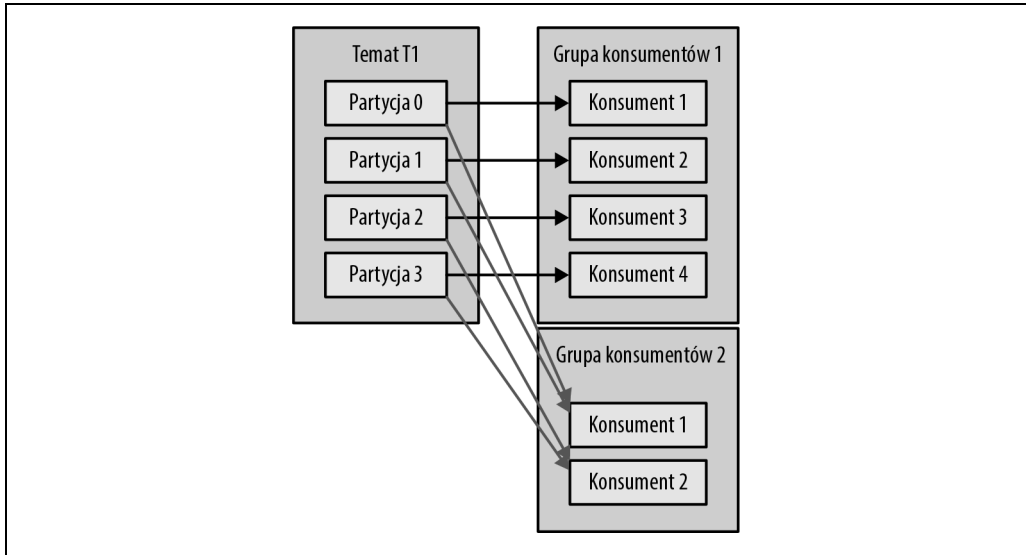 Temat T1
Partycja 0
Partycja 1
Partycja 2
Partycja 3
Grupa konsumentów 1
Konsument 1
Konsument 2
Konsument 3
Konsument 4
Grupa konsumentów 2
Konsument 1
Konsument 2